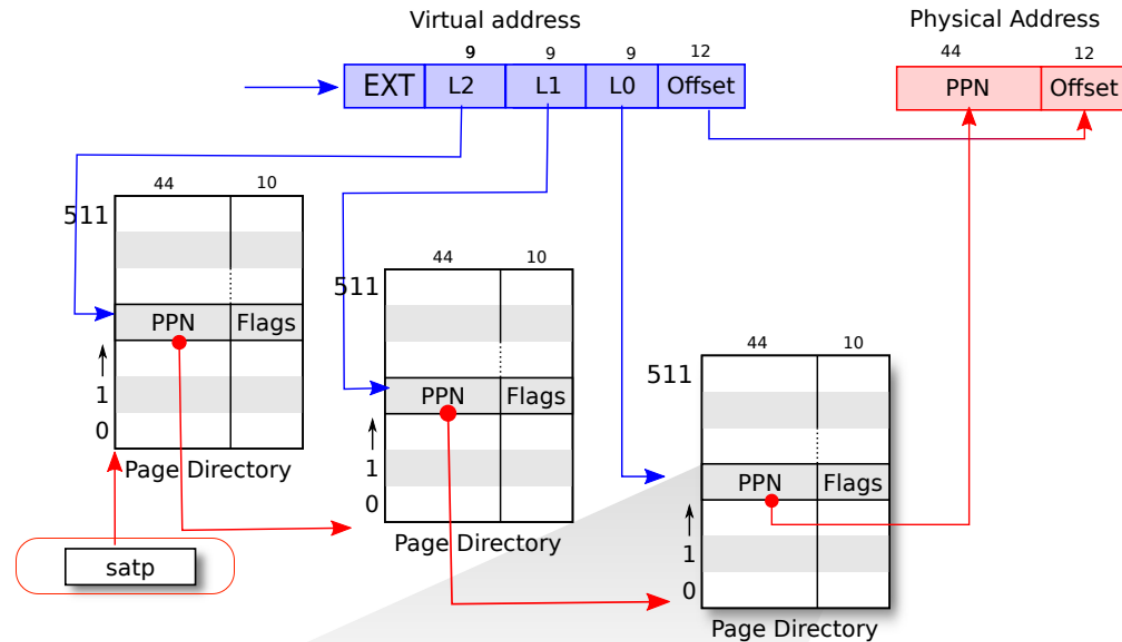 Virtual address
Physical Address
9 9 9 12
44 12
EXT L2 L1 L0 Offset
PPN Offset
44 10
511
PPN Flags
1
0
Page Directory
satp
44 10
511
PPN Flags
1
0
Page Directory
44 10
511
PPN Flags
1
0
Page Directory